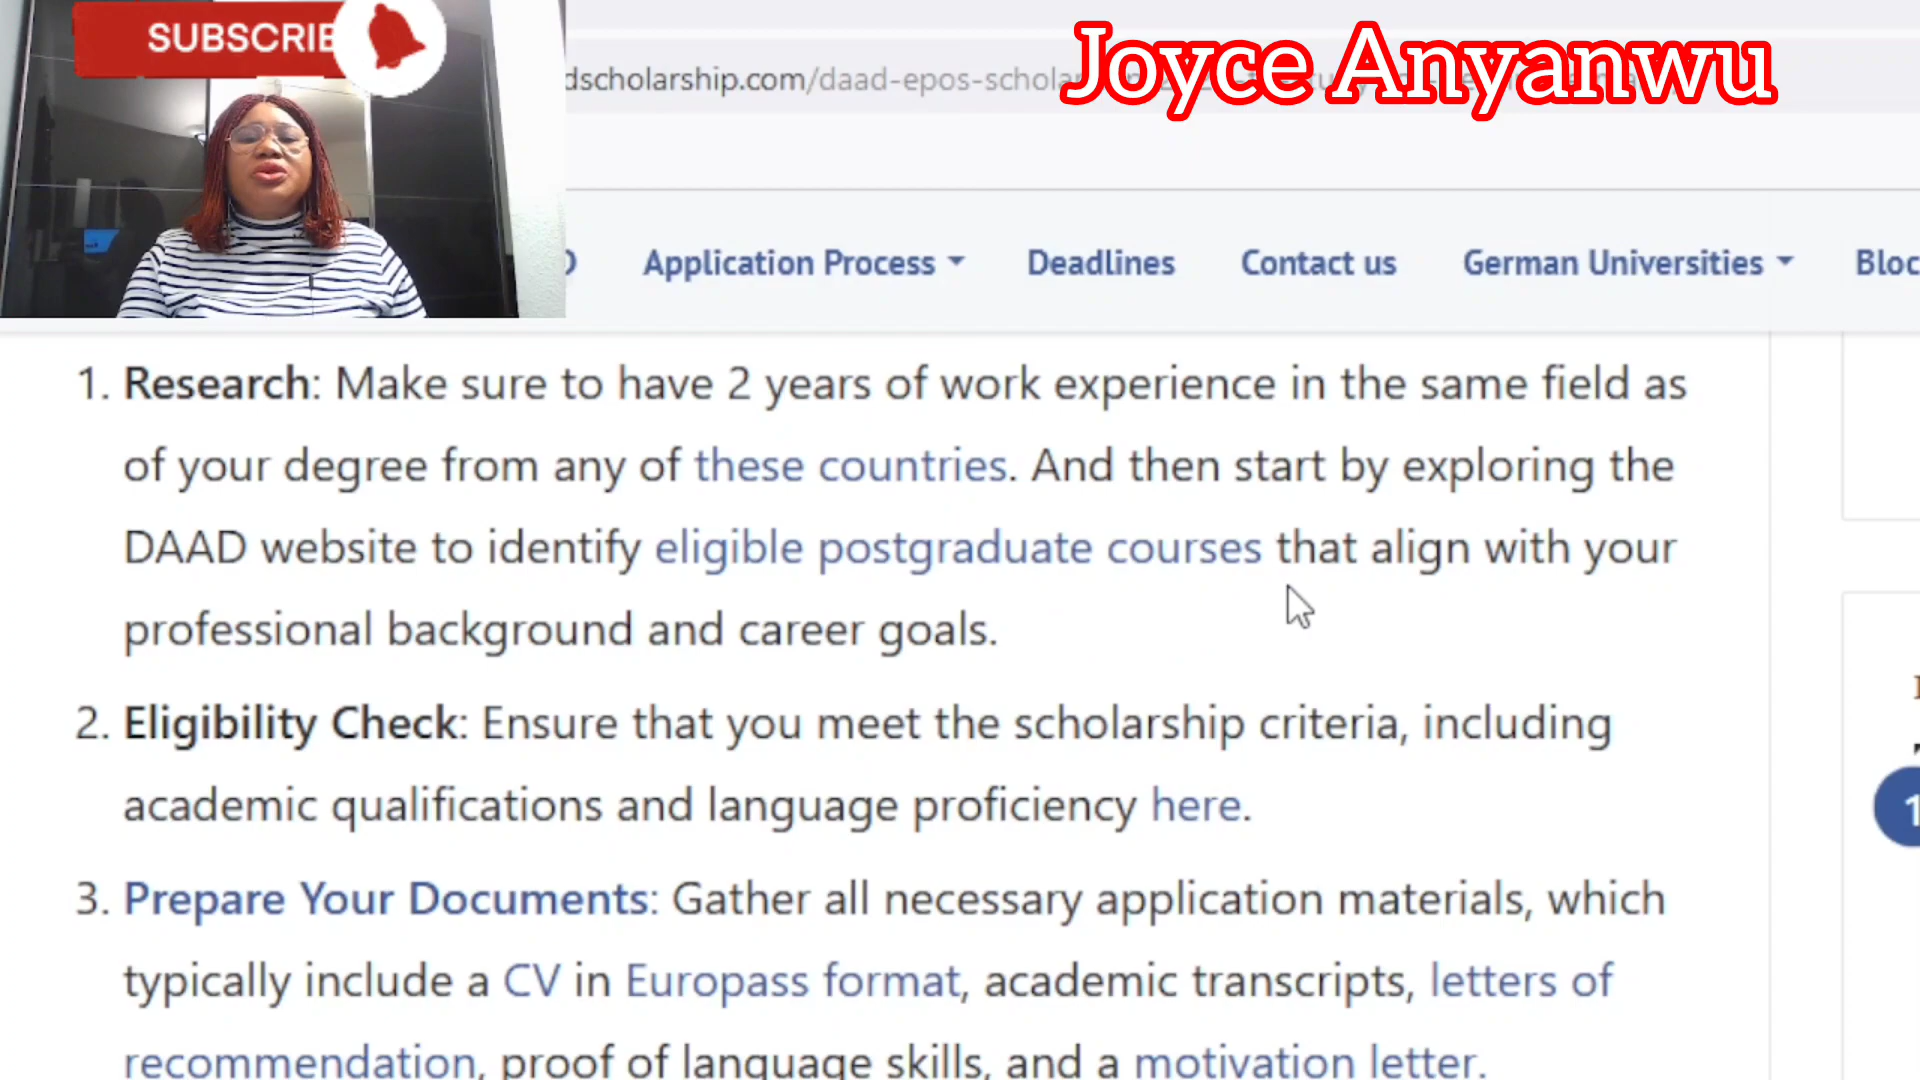 SUBSCRIBE
Joyce Anyanwu
dscholarship.com/daad-epos-schola
Application Process
Deadlines
Contact us
German Universities
Bloc
1. Research: Make sure to have 2 years of work experience in the same field as
of your degree from any of these countries. And then start by exploring the
DAAD website to identify eligible postgraduate courses that align with your
professional background and career goals.
2. Eligibility Check: Ensure that you meet the scholarship criteria, including
academic qualifications and language proficiency here.
3. Prepare Your Documents: Gather all necessary application materials, which
typically include a CV in Europass format, academic transcripts, letters of
recommendation, proof of language skills, and a motivation letter.